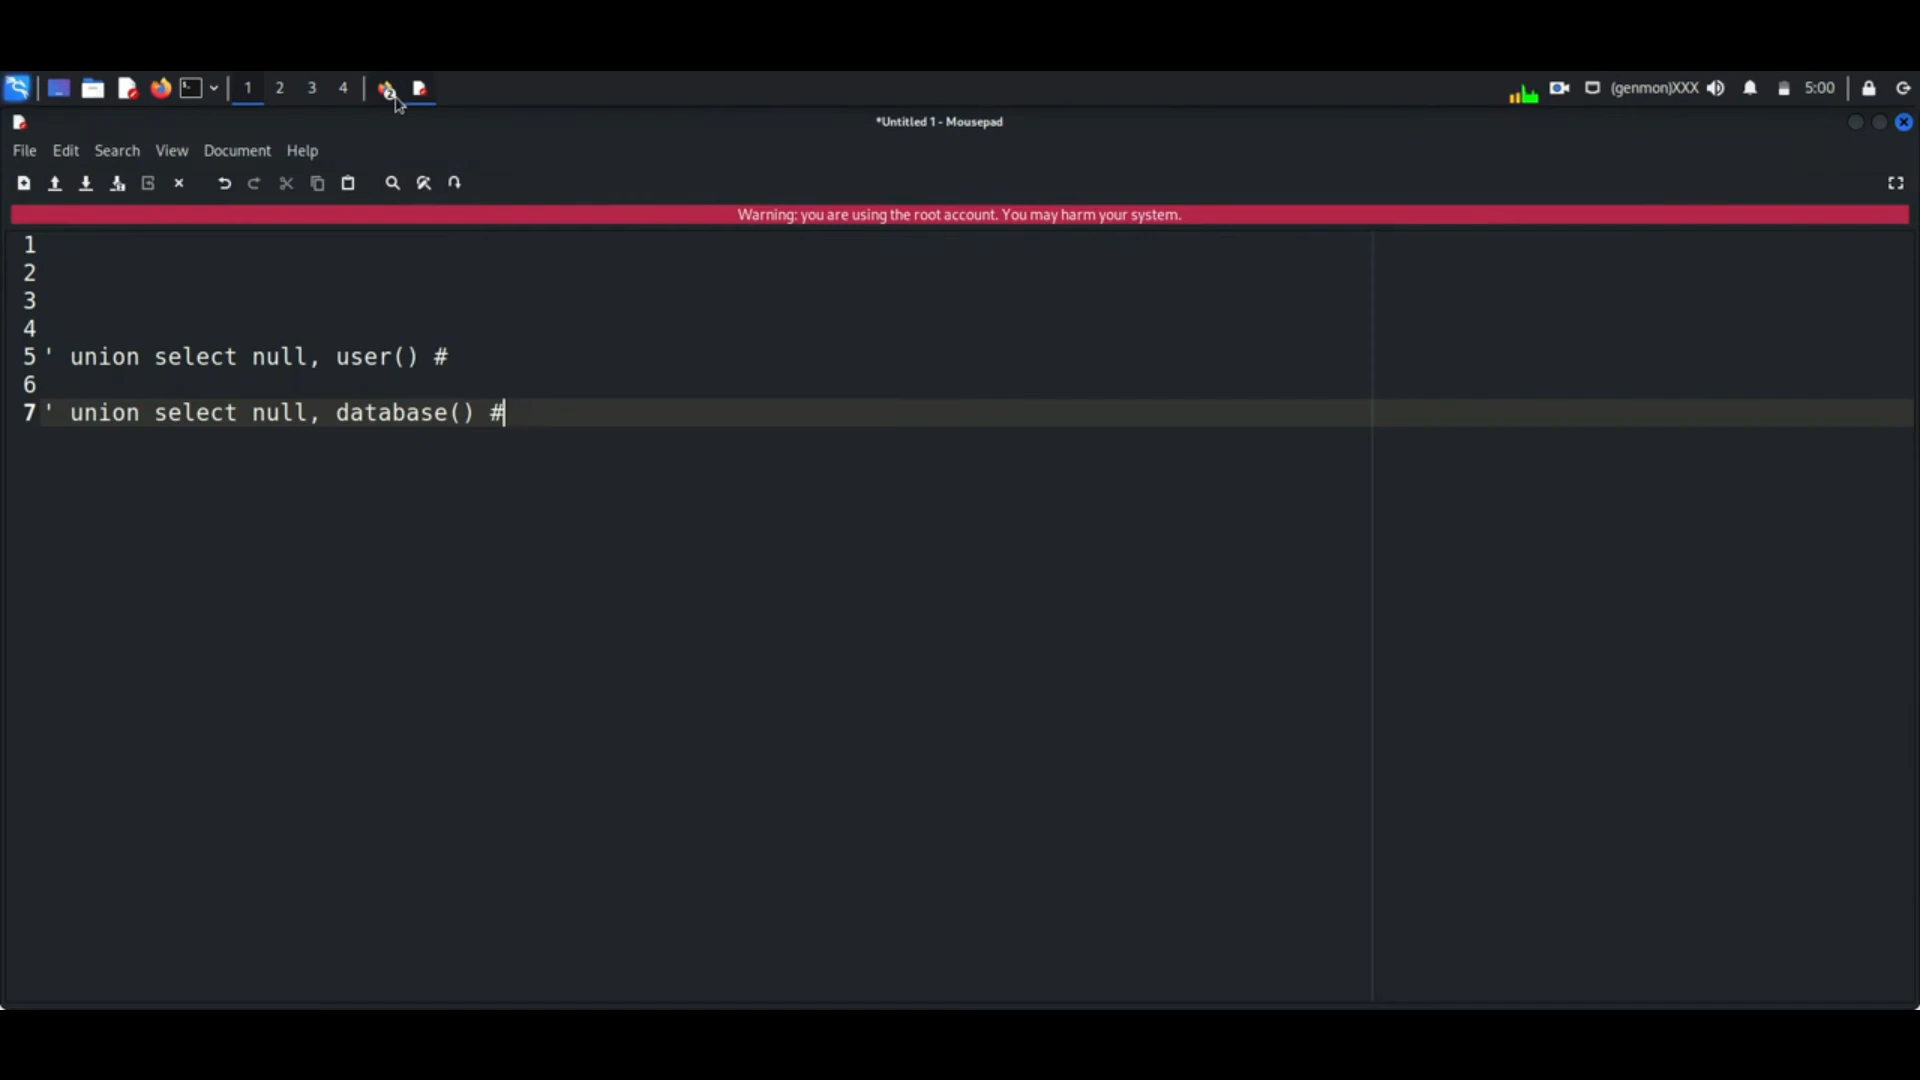 1 2 3 4 (genmon)XXX 5:00
*Untitled 1 - Mousepad
File Edit Search View Document Help
Warning: you are using the root account. You may harm your system.
1
2
3
4
5 ' union select null, user() #
6
7 ' union select null, database() #